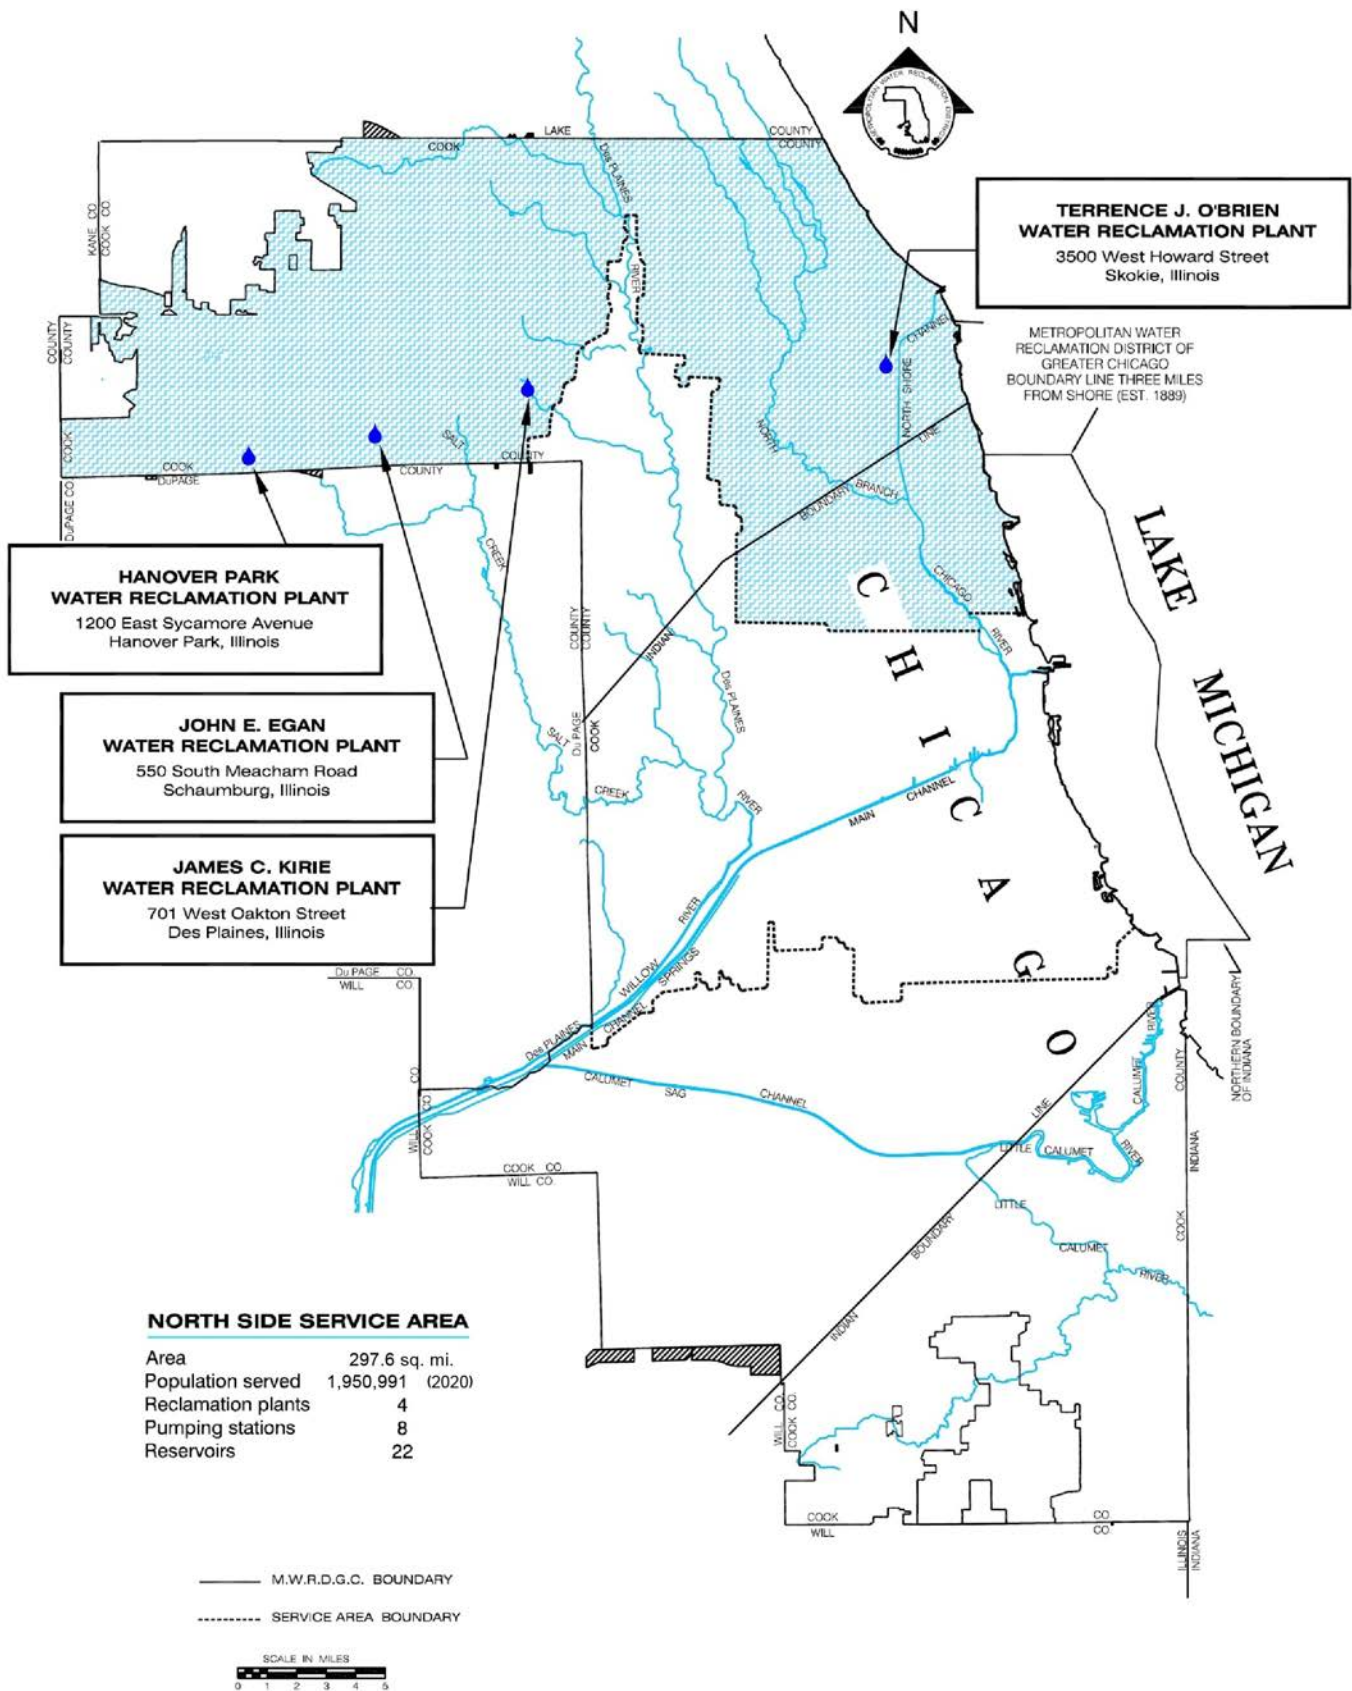 N
METROPOLITAN WATER RECLAMATION DISTRICT
LAKE COUNTY
COOK COUNTY
Des PLAINES
RIVER
KANE CO
COOK CO
TERRENCE J. O'BRIEN
WATER RECLAMATION PLANT
3500 West Howard Street
Skokie, Illinois
METROPOLITAN WATER
RECLAMATION DISTRICT OF
GREATER CHICAGO
BOUNDARY LINE THREE MILES
FROM SHORE (EST. 1889)
CHANNEL
NORTH SHORE
COUNTY
COUNTY
COOK
DuPAGE CO
COOK COUNTY
DuPAGE COUNTY
SALT
CREEK
NORTH
BRANCH
BOUNDARY
LINE
CHICAGO
RIVER
INDIAN
COUNTY
COUNTY
Du PAGE
COOK
Des PLAINES
LAKE
MICHIGAN
C
H
I
C
A
G
O
HANOVER PARK
WATER RECLAMATION PLANT
1200 East Sycamore Avenue
Hanover Park, Illinois
JOHN E. EGAN
WATER RECLAMATION PLANT
550 South Meacham Road
Schaumburg, Illinois
JAMES C. KIRIE
WATER RECLAMATION PLANT
701 West Oakton Street
Des Plaines, Illinois
SALT
CREEK
RIVER
MAIN
CHANNEL
RIVER
WILLOW
SPRINGS
Du PAGE CO.
WILL CO.
Des PLAINES
MAIN
CHANNEL
CALUMET
SAG
CHANNEL
WILL CO
COOK CO
COOK CO
WILL CO.
LINE
BOUNDARY
INDIAN
LITTLE
CALUMET
RIVER
CALUMET
RIVER
LITTLE
CALUMET
RIVER
COUNTY
COOK
INDIANA
NORTHERN BOUNDARY
OF INDIANA
NORTH SIDE SERVICE AREA
Area 297.6 sq. mi.
Population served 1,950,991 (2020)
Reclamation plants 4
Pumping stations 8
Reservoirs 22
WILL CO.
COOK CO.
COOK CO
WILL CO.
ILLINOIS
INDIANA
M.W.R.D.G.C. BOUNDARY
SERVICE AREA BOUNDARY
SCALE IN MILES
0 1 2 3 4 5